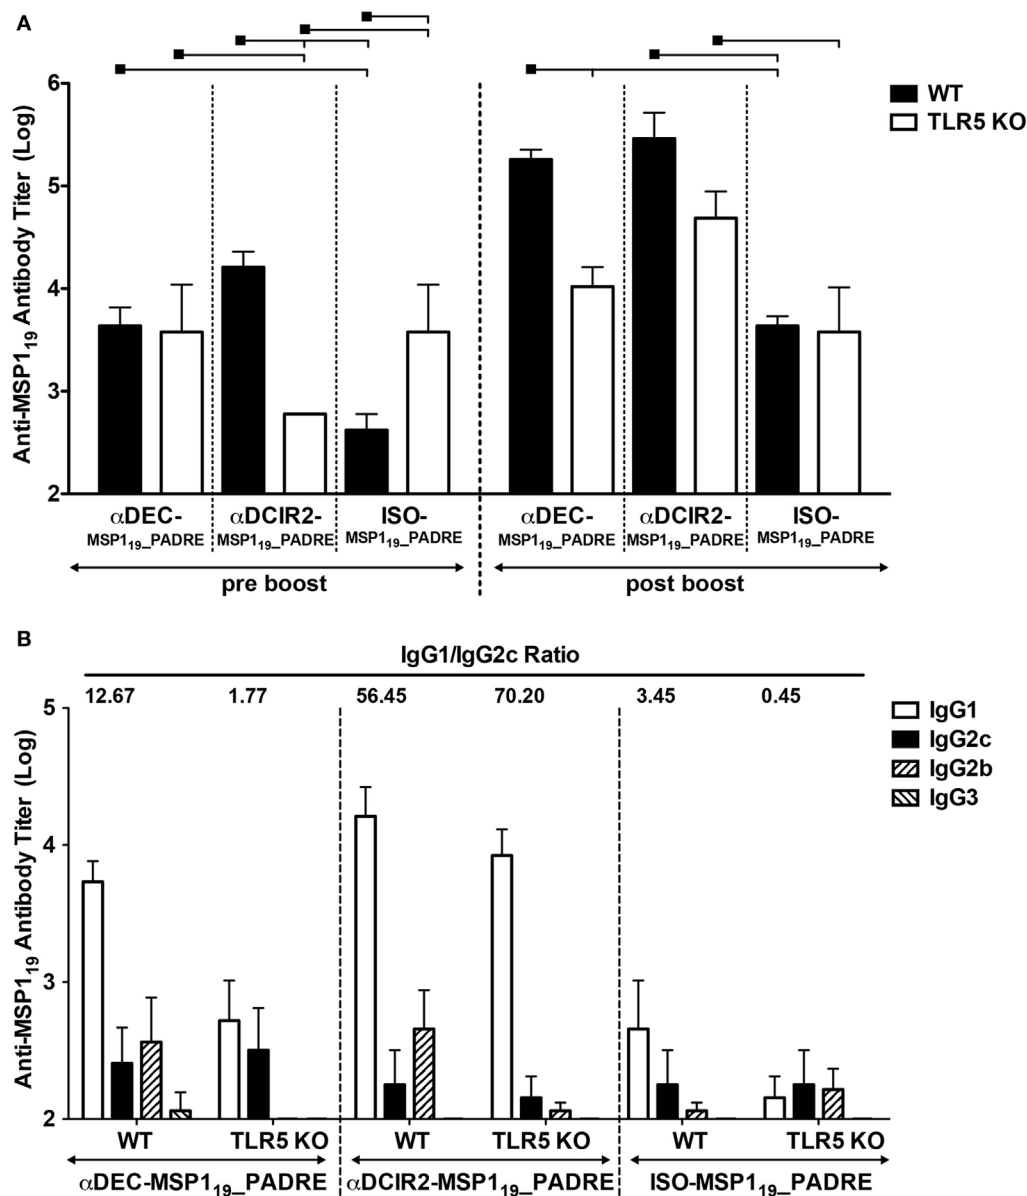 A
Anti-MSP1₁₉ Antibody Titer (Log)
6
5
4
3
2
WT
TLR5 KO
αDEC- αDCIR2- ISO- αDEC- αDCIR2- ISO-
MSP1₁₉_PADRE MSP1₁₉_PADRE MSP1₁₉_PADRE MSP1₁₉_PADRE MSP1₁₉_PADRE MSP1₁₉_PADRE
pre boost post boost
B
IgG1/IgG2c Ratio
12.67 1.77 56.45 70.20 3.45 0.45
Anti-MSP1₁₉ Antibody Titer (Log)
5
4
3
2
IgG1
IgG2c
IgG2b
IgG3
WT TLR5 KO WT TLR5 KO WT TLR5 KO
αDEC-MSP1₁₉_PADRE αDCIR2-MSP1₁₉_PADRE ISO-MSP1₁₉_PADRE